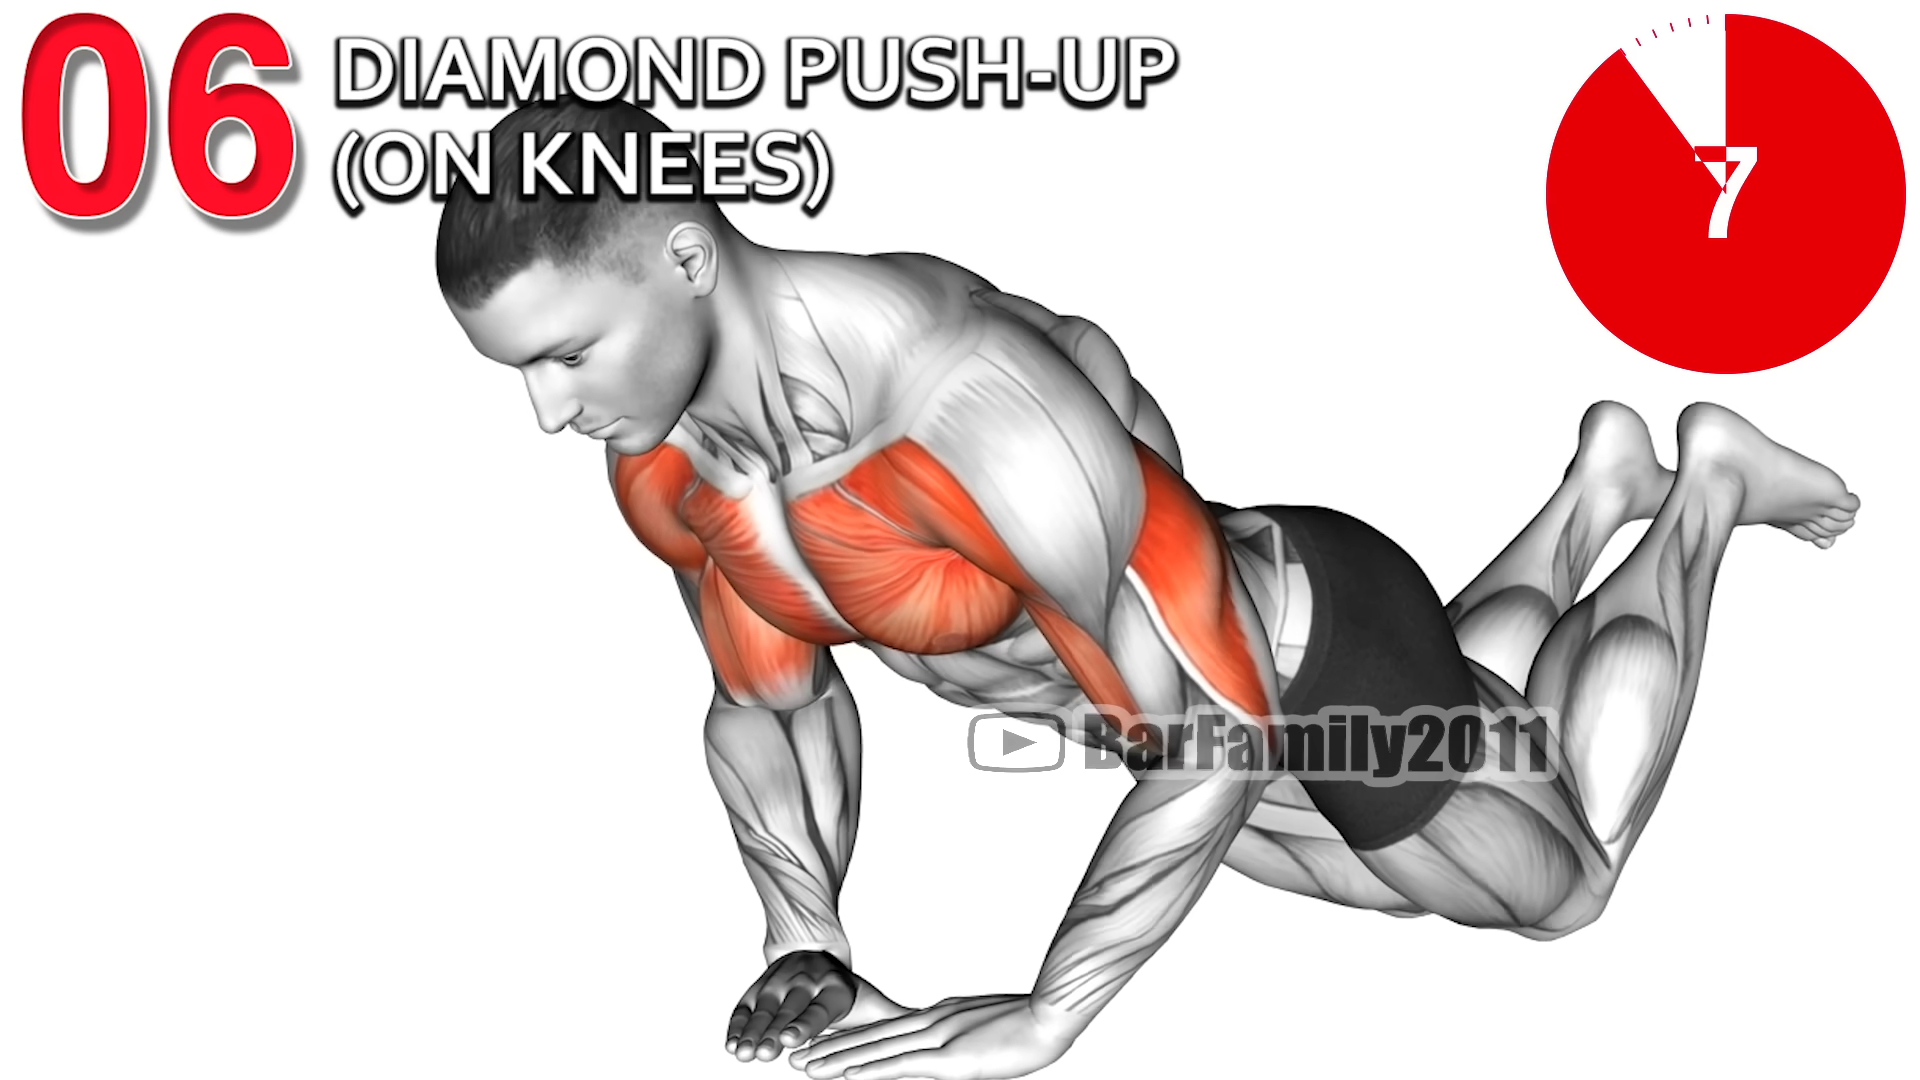 06
DIAMOND PUSH-UP
(ON KNEES)
7
BarFamily2011